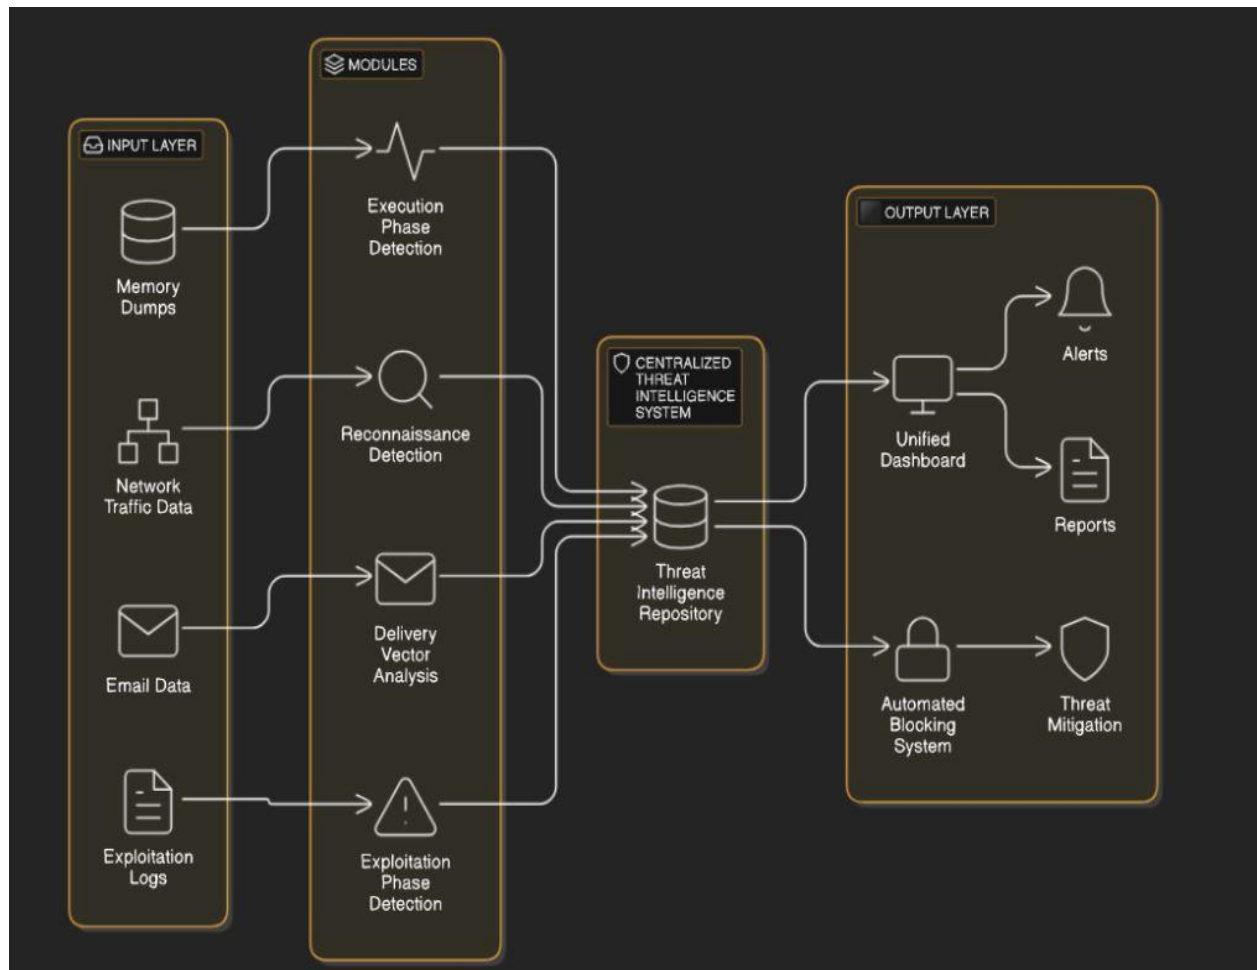 INPUT LAYER
Memory
Dumps
Network
Traffic Data
Email Data
Exploitation
Logs
MODULES
Execution
Phase
Detection
Reconnaissance
Detection
Delivery
Vector
Analysis
Exploitation
Phase
Detection
CENTRALIZED
THREAT
INTELLIGENCE
SYSTEM
Threat
Intelligence
Repository
OUTPUT LAYER
Unified
Dashboard
Alerts
Reports
Automated
Blocking
System
Threat
Mitigation